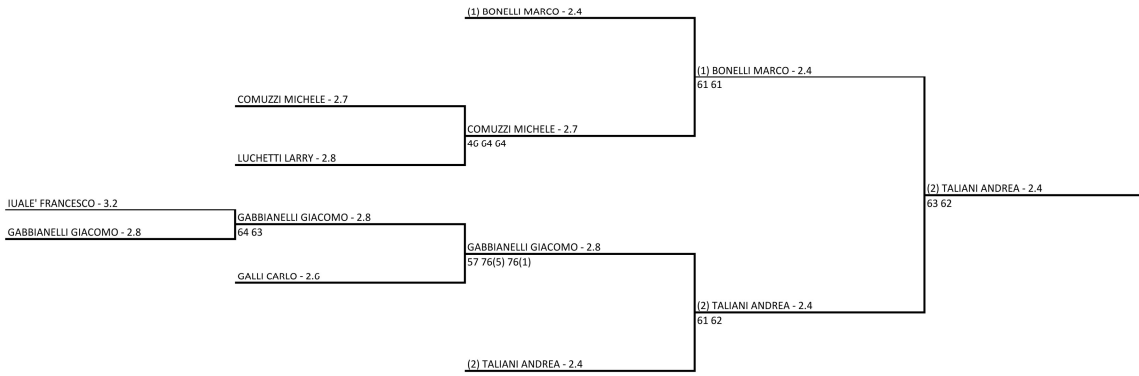 (1) BONELLI MARCO - 2.4
(1) BONELLI MARCO - 2.4
61 61
COMUZZI MICHELE - 2.7
COMUZZI MICHELE - 2.7
46 64 64
LUCHETTI LARRY - 2.8
(2) TALIANI ANDREA - 2.4
63 62
IUALE' FRANCESCO - 3.2
GABBIANELLI GIACOMO - 2.8
64 63
GABBIANELLI GIACOMO - 2.8
GABBIANELLI GIACOMO - 2.8
57 76(5) 76(1)
GALLI CARLO - 2.6
(2) TALIANI ANDREA - 2.4
61 62
(2) TALIANI ANDREA - 2.4